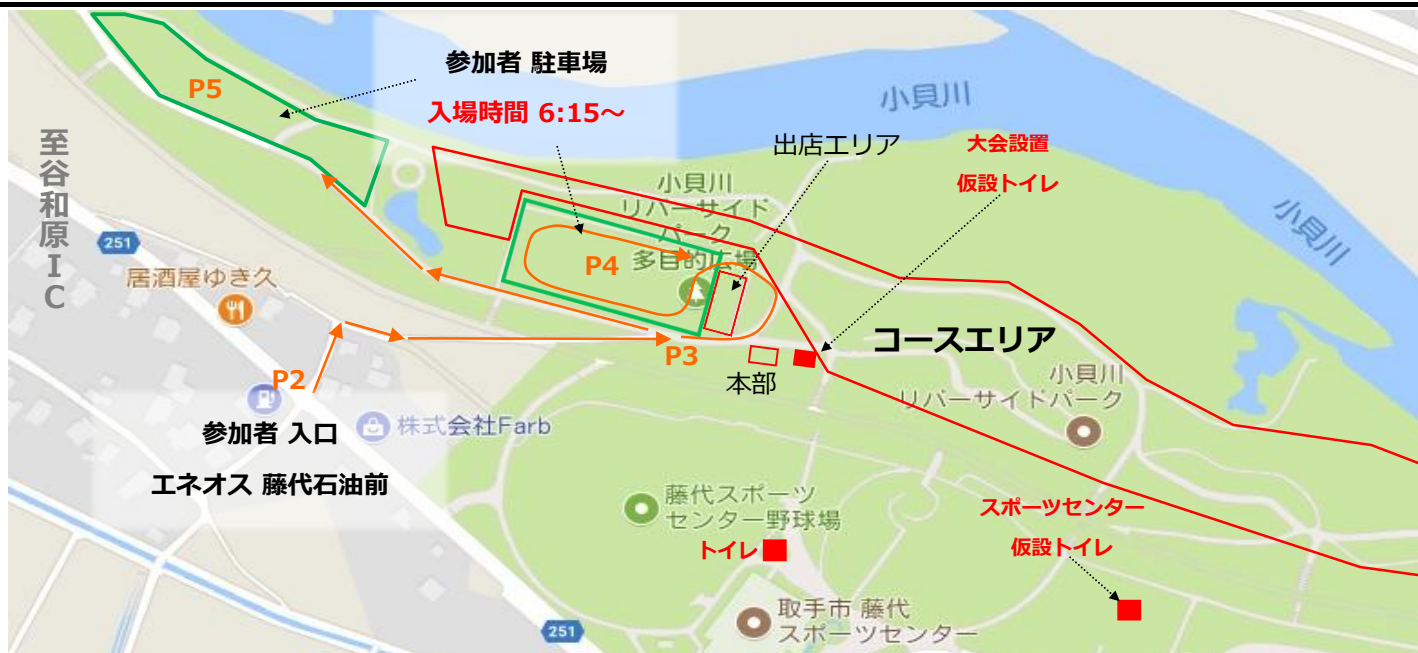 参加者 駐車場
入場時間 6:15～
P5
小貝川
至谷和原IC
出店エリア
大会設置
仮設トイレ
小貝川
リバーサイド
パーク
多目的広場
小貝川
251
P4
居酒屋ゆき久
コースエリア
P3
P2
本部
小貝川
リバーサイドパーク
参加者 入口
エネオス 藤代石油前
株式会社Farb
藤代スポーツ
センター野球場
トイレ
スポーツセンター
仮設トイレ
取手市 藤代
スポーツセンター
251